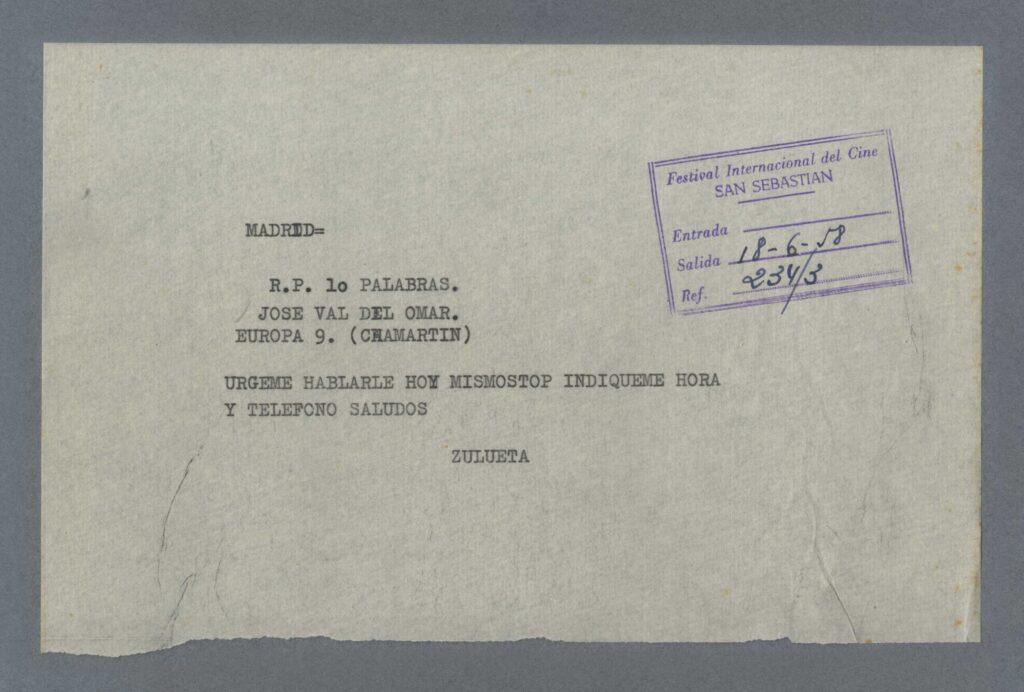 Festival Internacional del Cine
SAN SEBASTIAN
Entrada
Salida 18-6-58
Ref. 234/3
MADRID=
R.P. lo PALABRAS.
JOSE VAL DEL OMAR.
EUROPA 9. (CHAMARTIN)
URGEME HABLARLE HOY MISMOSTOP INDIQUEME HORA
Y TELEFONO SALUDOS
ZULUETA